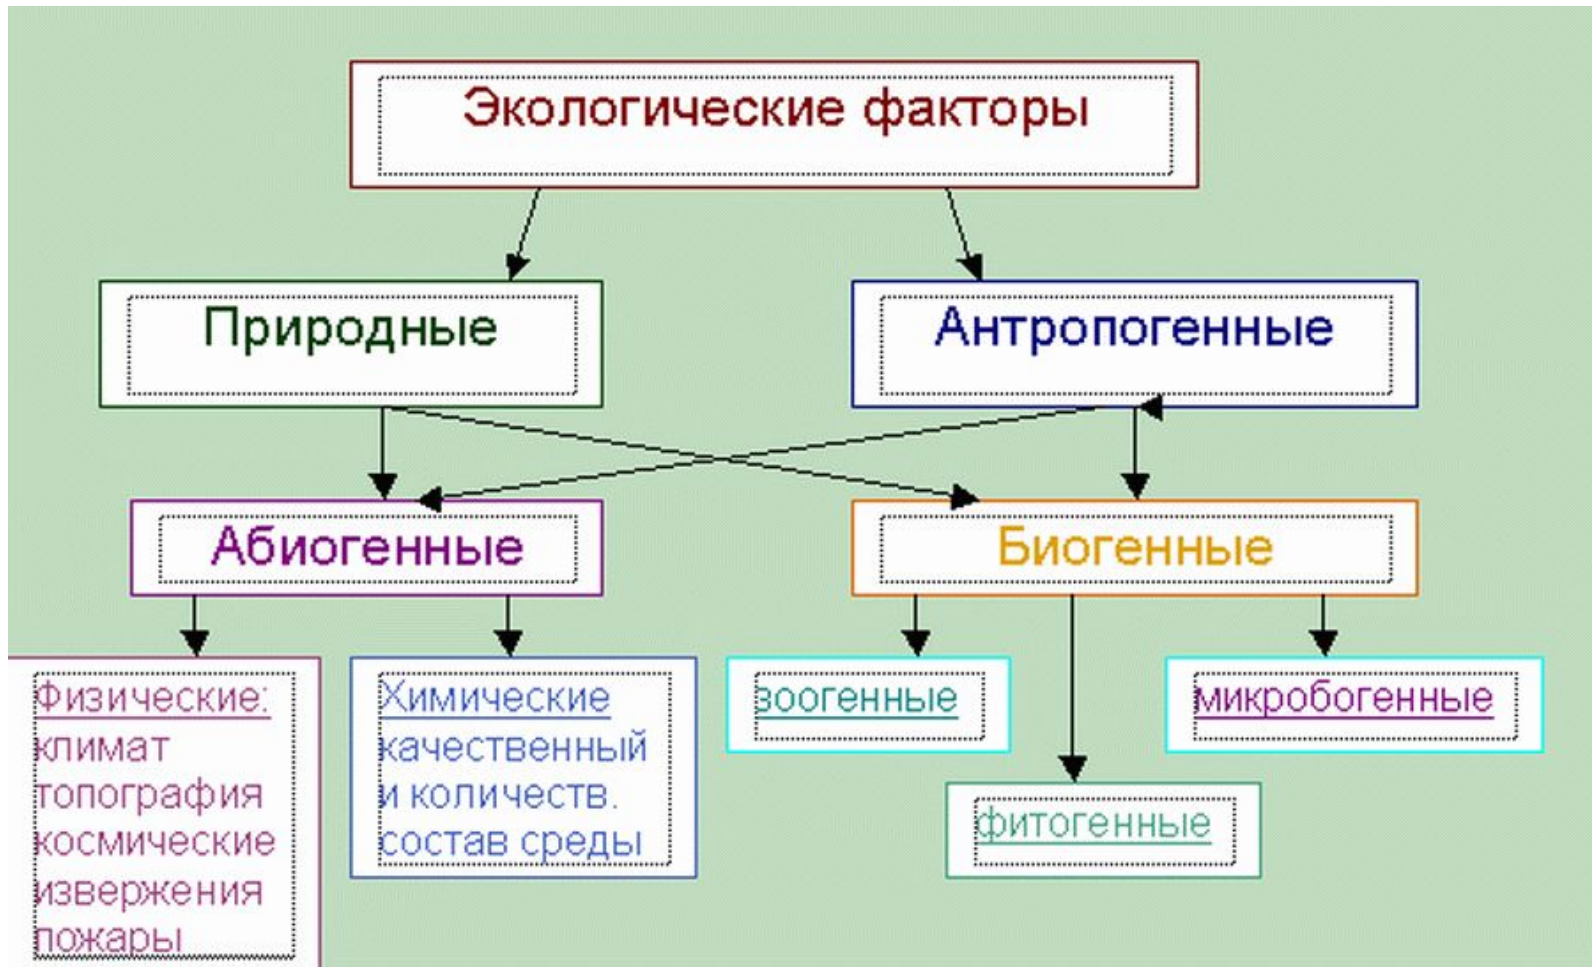 Экологические факторы
Природные
Антропогенные
Абиогенные
Биогенные
Физические:
климат
топография
космические
извержения
пожары
Химические
качественный
и количеств.
состав среды
зоогенные
микробогенные
фитогенные